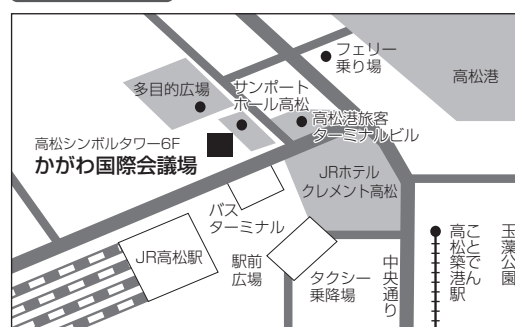 フェリー
乗り場
高松港
多目的広場
サンポート
ホール高松
高松港旅客
ターミナルビル
高松シンボルタワー6F
かがわ国際会議場
JRホテル
クレメント高松
バス
ターミナル
JR高松駅
駅前
広場
タクシー
乗降場
中央通り
ことでん
高松築港駅
玉藻公園